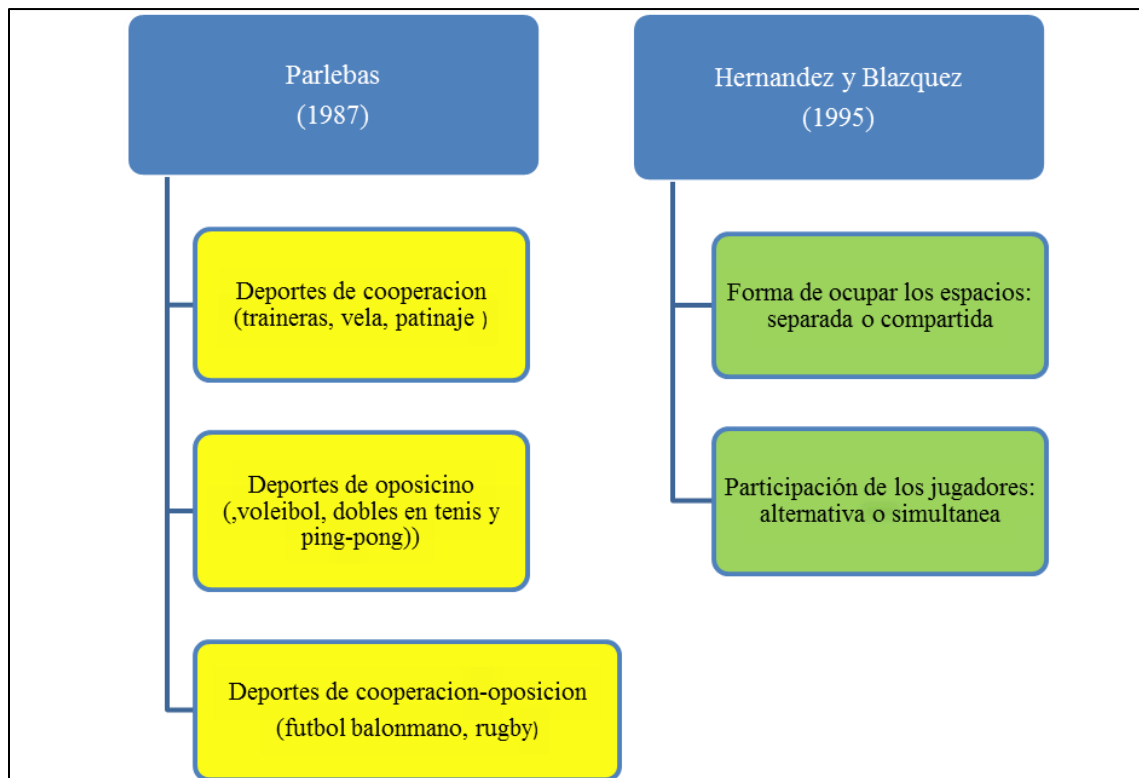 Parlebas
(1987)
Deportes de cooperacion
(traineras, vela, patinaje )
Deportes de oposicino
(,voleibol, dobles en tenis y
ping-pong))
Deportes de cooperacion-oposicion
(futbol balonmano, rugby)
Hernandez y Blazquez
(1995)
Forma de ocupar los espacios:
separada o compartida
Participación de los jugadores:
alternativa o simultanea